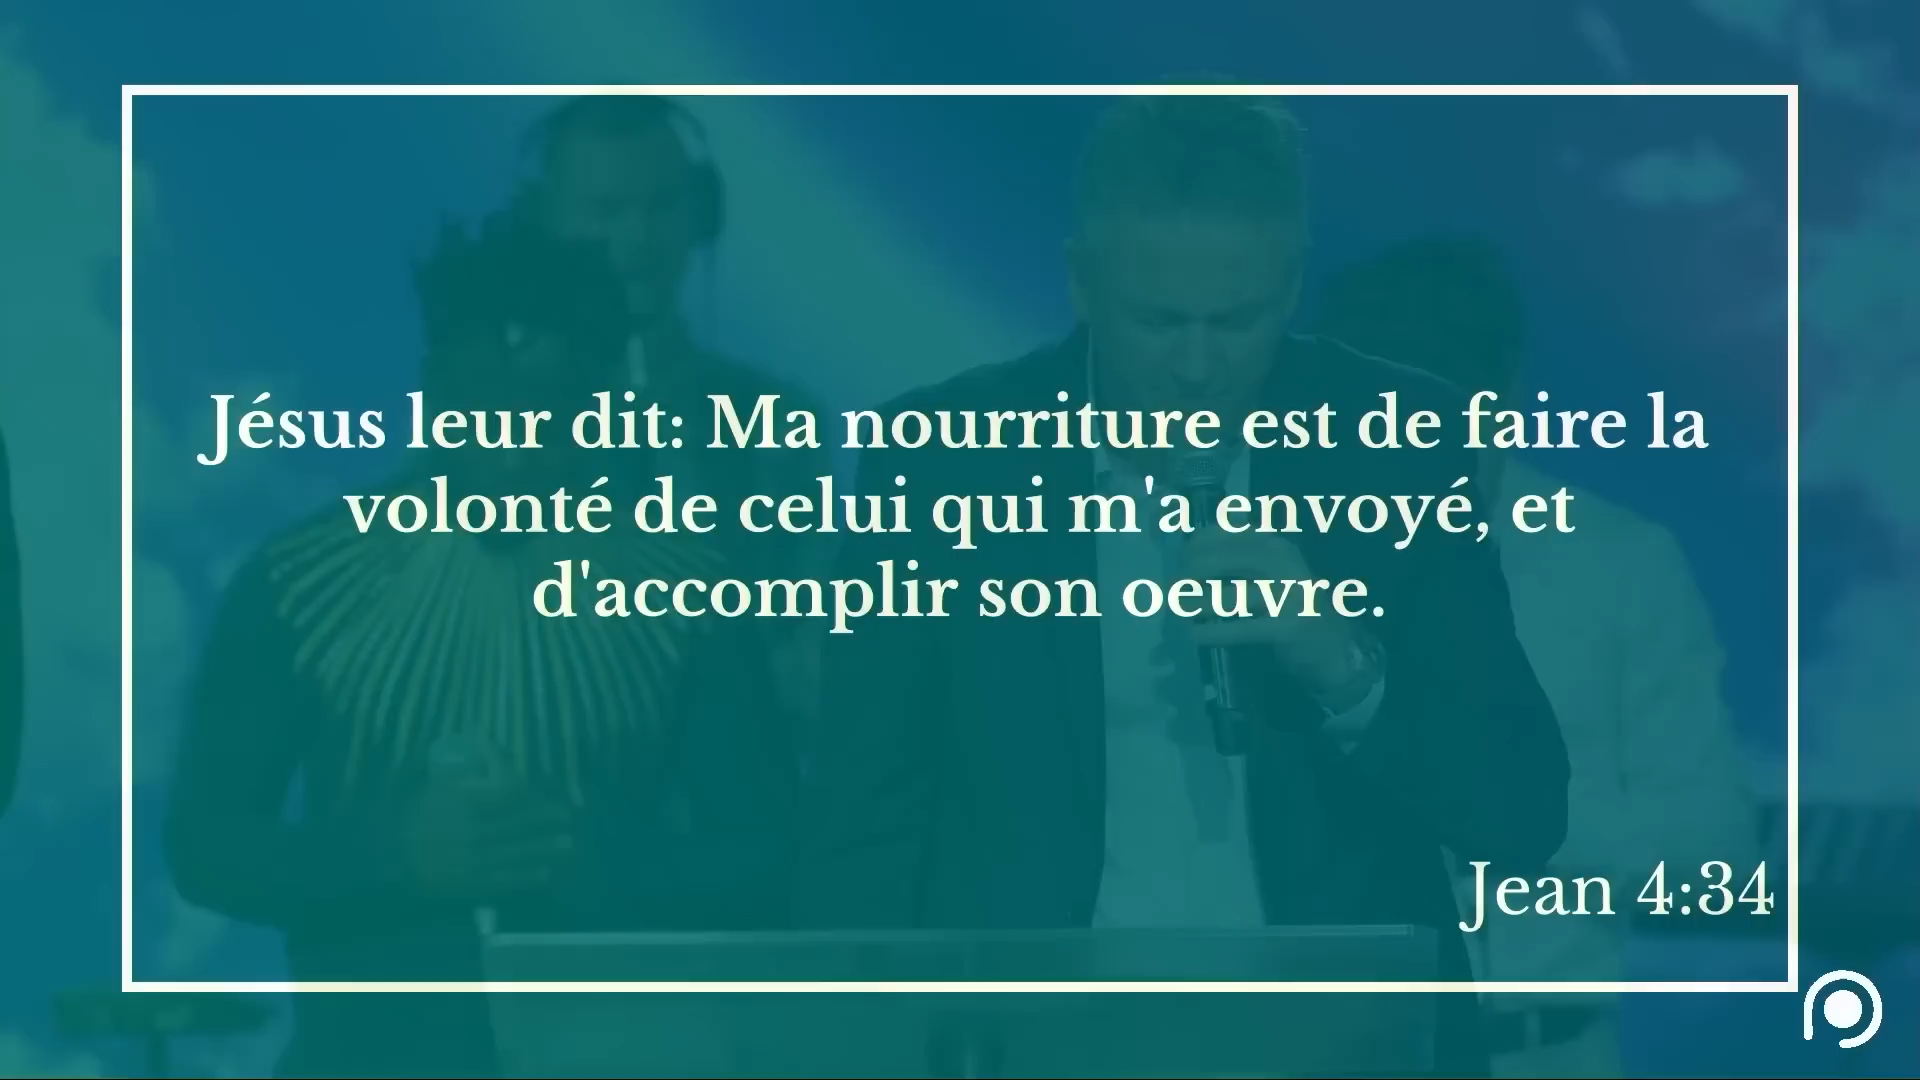 Jésus leur dit: Ma nourriture est de faire la
volonté de celui qui m'a envoyé, et
d'accomplir son oeuvre.
Jean 4:34